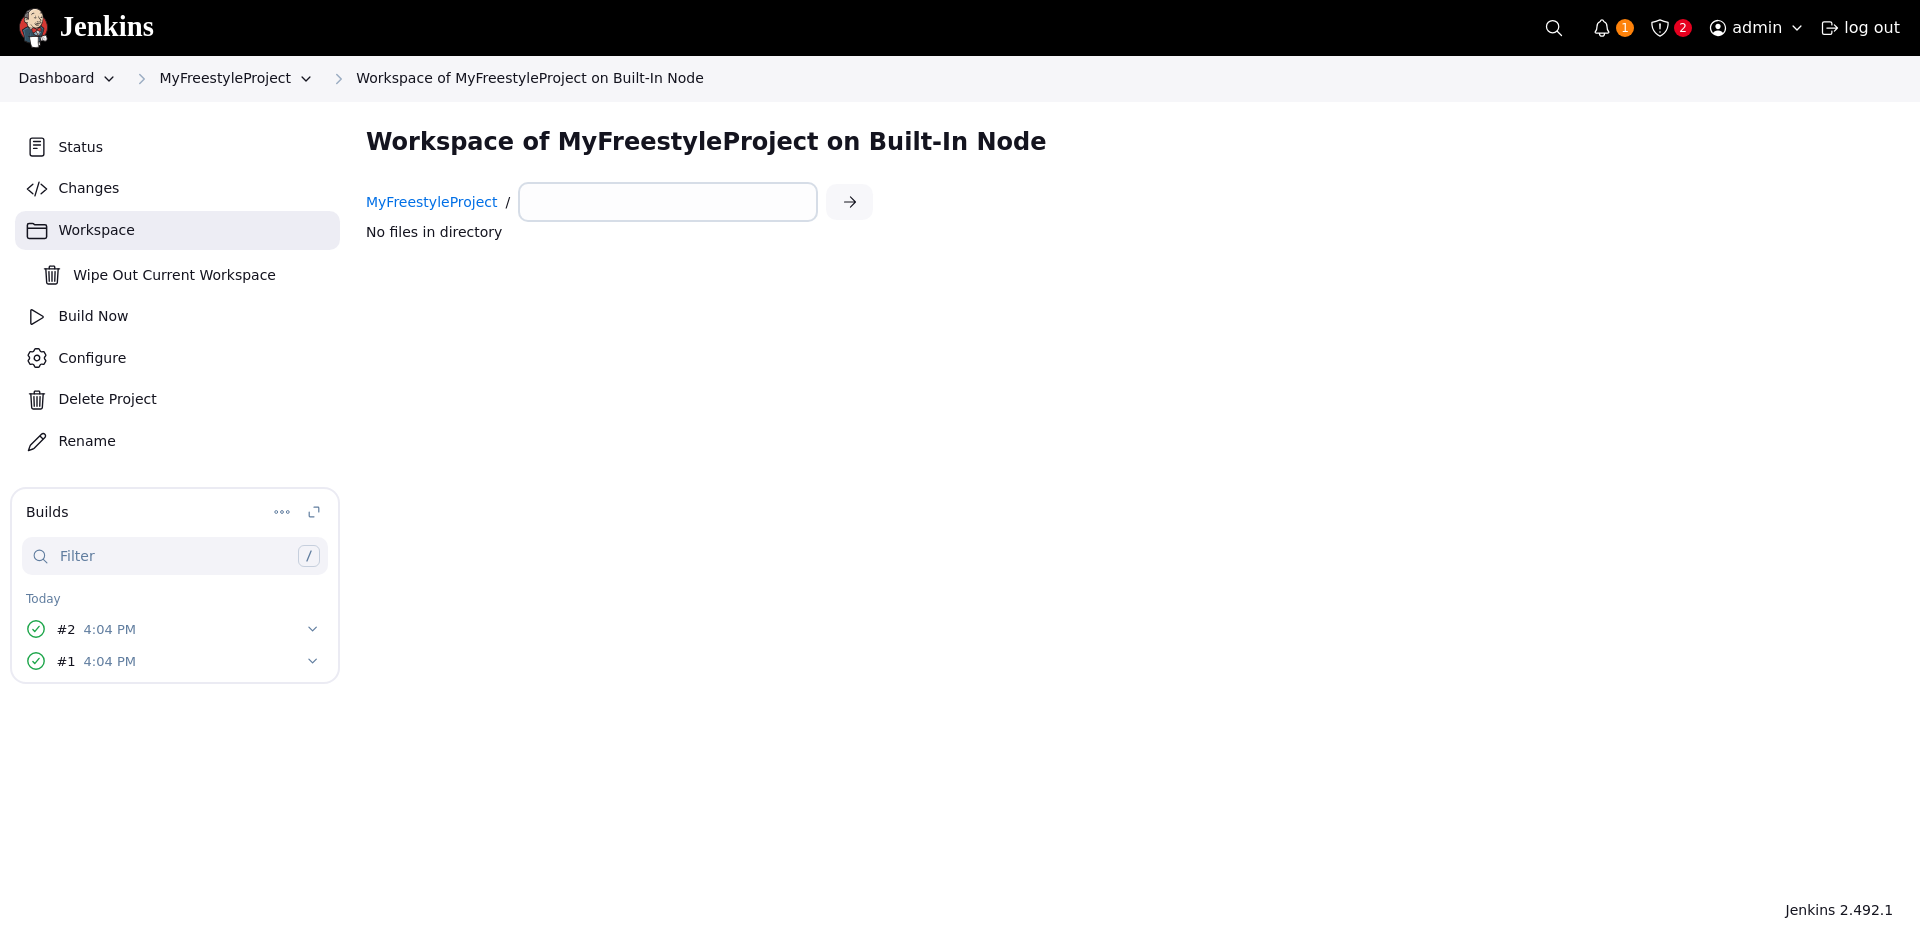 Jenkins
1
2
admin
log out
Dashboard
MyFreestyleProject
Workspace of MyFreestyleProject on Built-In Node
Status
Changes
Workspace
Wipe Out Current Workspace
Build Now
Configure
Delete Project
Rename
Builds
Filter
/
Today
#2 4:04 PM
#1 4:04 PM
Workspace of MyFreestyleProject on Built-In Node
MyFreestyleProject /
No files in directory
Jenkins 2.492.1